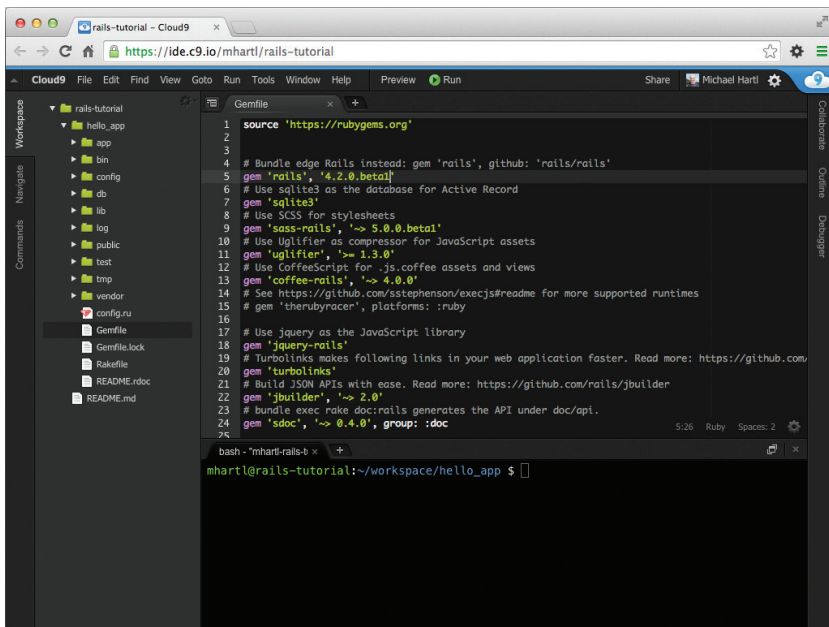 rails-tutorial - Cloud9
https://ide.c9.io/mhartl/rails-tutorial
Cloud9 File Edit Find View Goto Run Tools Window Help Preview Run Share Michael Hartl
Workspace
Navigate
Commands
rails-tutorial
hello_app
app
bin
config
db
lib
log
public
test
tmp
vendor
config.ru
Gemfile
Gemfile.lock
Rakefile
README.rdoc
README.md
Gemfile
1 source 'https://rubygems.org'
2
3
4 # Bundle edge Rails instead: gem 'rails', github: 'rails/rails'
5 gem 'rails', '4.2.0.beta1'
6 # Use sqlite3 as the database for Active Record
7 gem 'sqlite3'
8 # Use SCSS for stylesheets
9 gem 'sass-rails', '~> 5.0.0.beta1'
10 # Use Uglifier as compressor for JavaScript assets
11 gem 'uglifier', '>= 1.3.0'
12 # Use CoffeeScript for .js.coffee assets and views
13 gem 'coffee-rails', '~> 4.0.0'
14 # See https://github.com/sstephenson/execjs#readme for more supported runtimes
15 # gem 'therubyracer', platforms: :ruby
16
17 # Use jquery as the JavaScript library
18 gem 'jquery-rails'
19 # Turbolinks makes following links in your web application faster. Read more: https://github.com/
20 gem 'turbolinks'
21 # Build JSON APIs with ease. Read more: https://github.com/rails/jbuilder
22 gem 'jbuilder', '~> 2.0'
23 # bundle exec rake doc:rails generates the API under doc/api.
24 gem 'sdoc', '~> 0.4.0', group: :doc
25
5:26 Ruby Spaces: 2
Collaborate
Outline
Debugger
bash - "mhartl-rails-t
mhartl@rails-tutorial:~/workspace/hello_app $